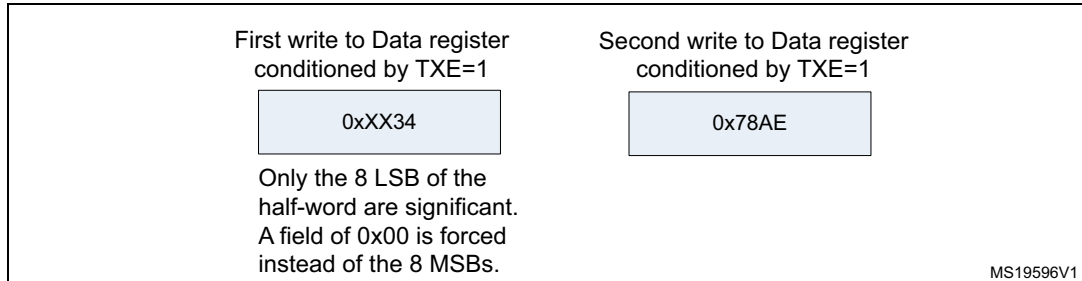 First write to Data register
conditioned by TXE=1
0xXX34
Only the 8 LSB of the
half-word are significant.
A field of 0x00 is forced
instead of the 8 MSBs.
Second write to Data register
conditioned by TXE=1
0x78AE
MS19596V1